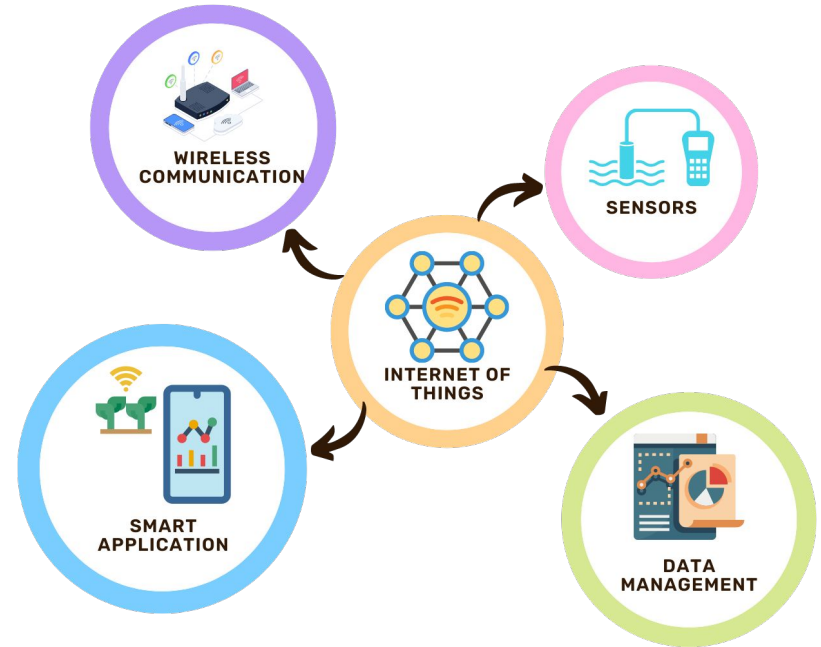 WIRELESS
COMMUNICATION
SENSORS
INTERNET OF
THINGS
SMART
APPLICATION
DATA
MANAGEMENT